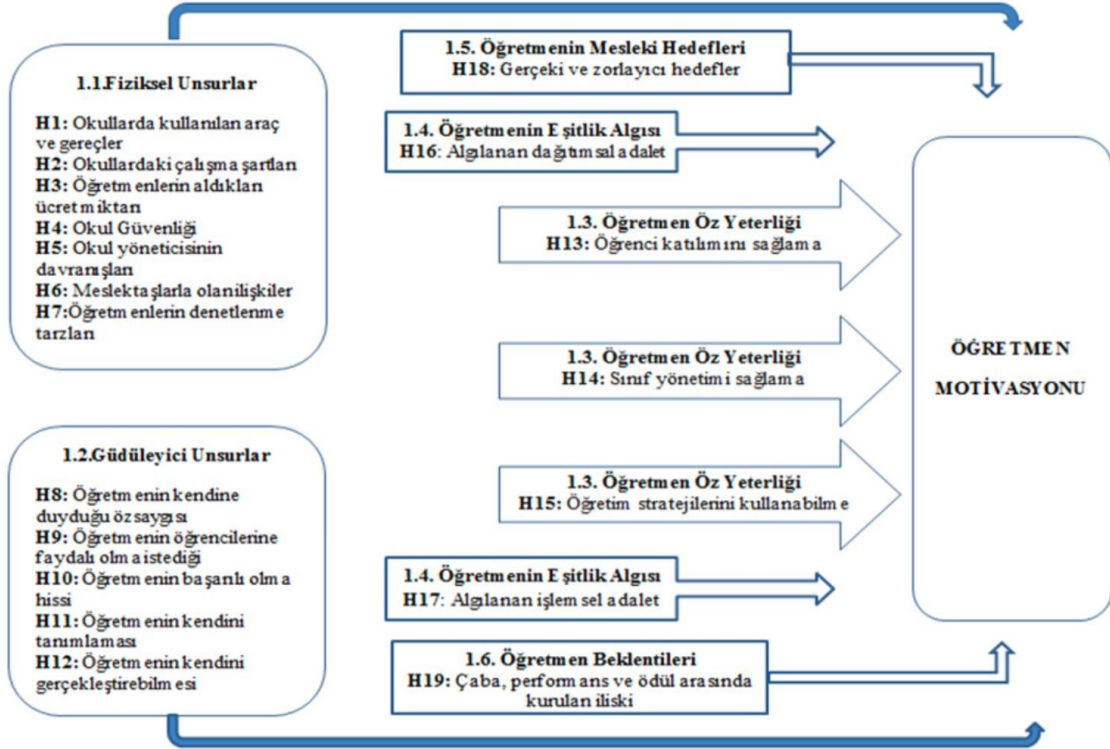 1.1.Fiziksel Unsurlar
H1: Okullarda kullanılan araç
ve gereçler
H2: Okullardaki çalışma şartları
H3: Öğretmenlerin aldıkları
ücret miktarı
H4: Okul Güvenliği
H5: Okul yöneticisinin
davranışları
H6: Meslektaşlarla olanilişkiler
H7:Öğretmenlerin denetlenme
tarzları
1.2.Güdüleyici Unsurlar
H8: Öğretmenin kendine
duyduğu özsaygısı
H9: Öğretmenin öğrencilerine
faydalı olma istediği
H10: Öğretmenin başarılı olma
hissi
H11: Öğretmenin kendini
tanımlaması
H12: Öğretmenin kendini
gerçekleştirebilmesi
1.5. Öğretmenin Mesleki Hedefleri
H18: Gerçeki ve zorlayıcı hedefler
1.4. Öğretmenin Eşitlik Algısı
H16: Algılanan dağıtımsal adalet
1.3. Öğretmen Öz Yeterliği
H13: Öğrenci katılımını sağlama
1.3. Öğretmen Öz Yeterliği
H14: Sınıf yönetimi sağlama
1.3. Öğretmen Öz Yeterliği
H15: Öğretim stratejilerini kullanabilme
1.4. Öğretmenin Eşitlik Algısı
H17: Algılanan işlemsel adalet
1.6. Öğretmen Beklentileri
H19: Çaba, performans ve ödül arasında
kurulan iliski
ÖĞRETMEN
MOTİVASYONU